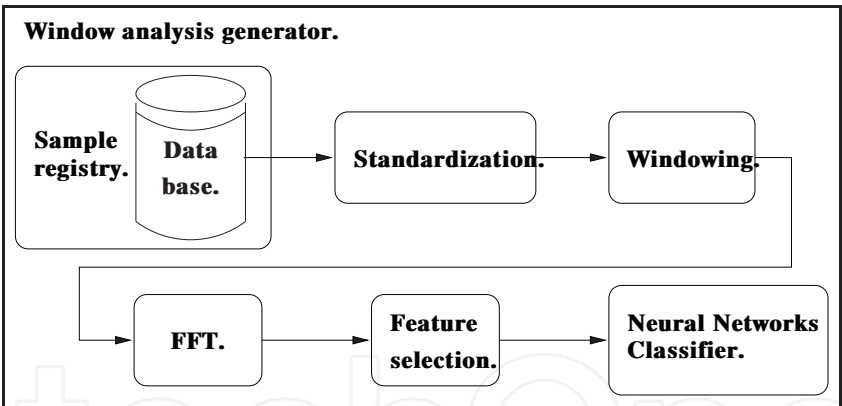 Window analysis generator.
Sample
registry.
Data
base.
Standardization.
Windowing.
FFT.
Feature
selection.
Neural Networks
Classifier.